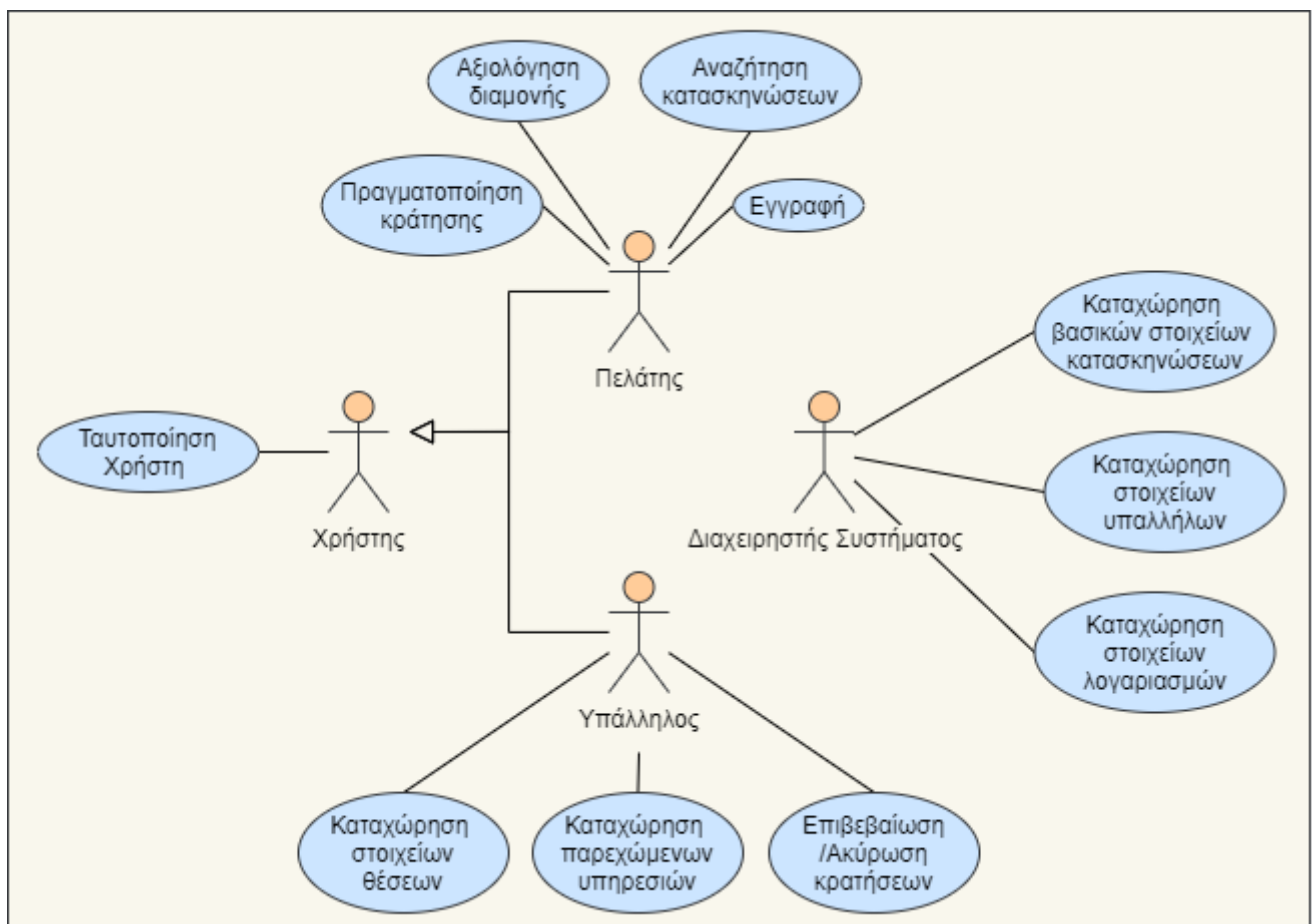 Αξιολόγηση
διαμονής
Αναζήτηση
κατασκηνώσεων
Πραγματοποίηση
κράτησης
Εγγραφή
Πελάτης
Καταχώρηση
βασικών στοιχείων
κατασκηνώσεων
Ταυτοποίηση
Χρήστη
Χρήστης
Διαχειρηστής Συστήματος
Καταχώρηση
στοιχείων
υπαλλήλων
Καταχώρηση
στοιχείων
λογαριασμών
Υπάλληλος
Καταχώρηση
στοιχείων
θέσεων
Καταχώρηση
παρεχώμενων
υπηρεσιών
Επιβεβαίωση
/Ακύρωση
κρατήσεων